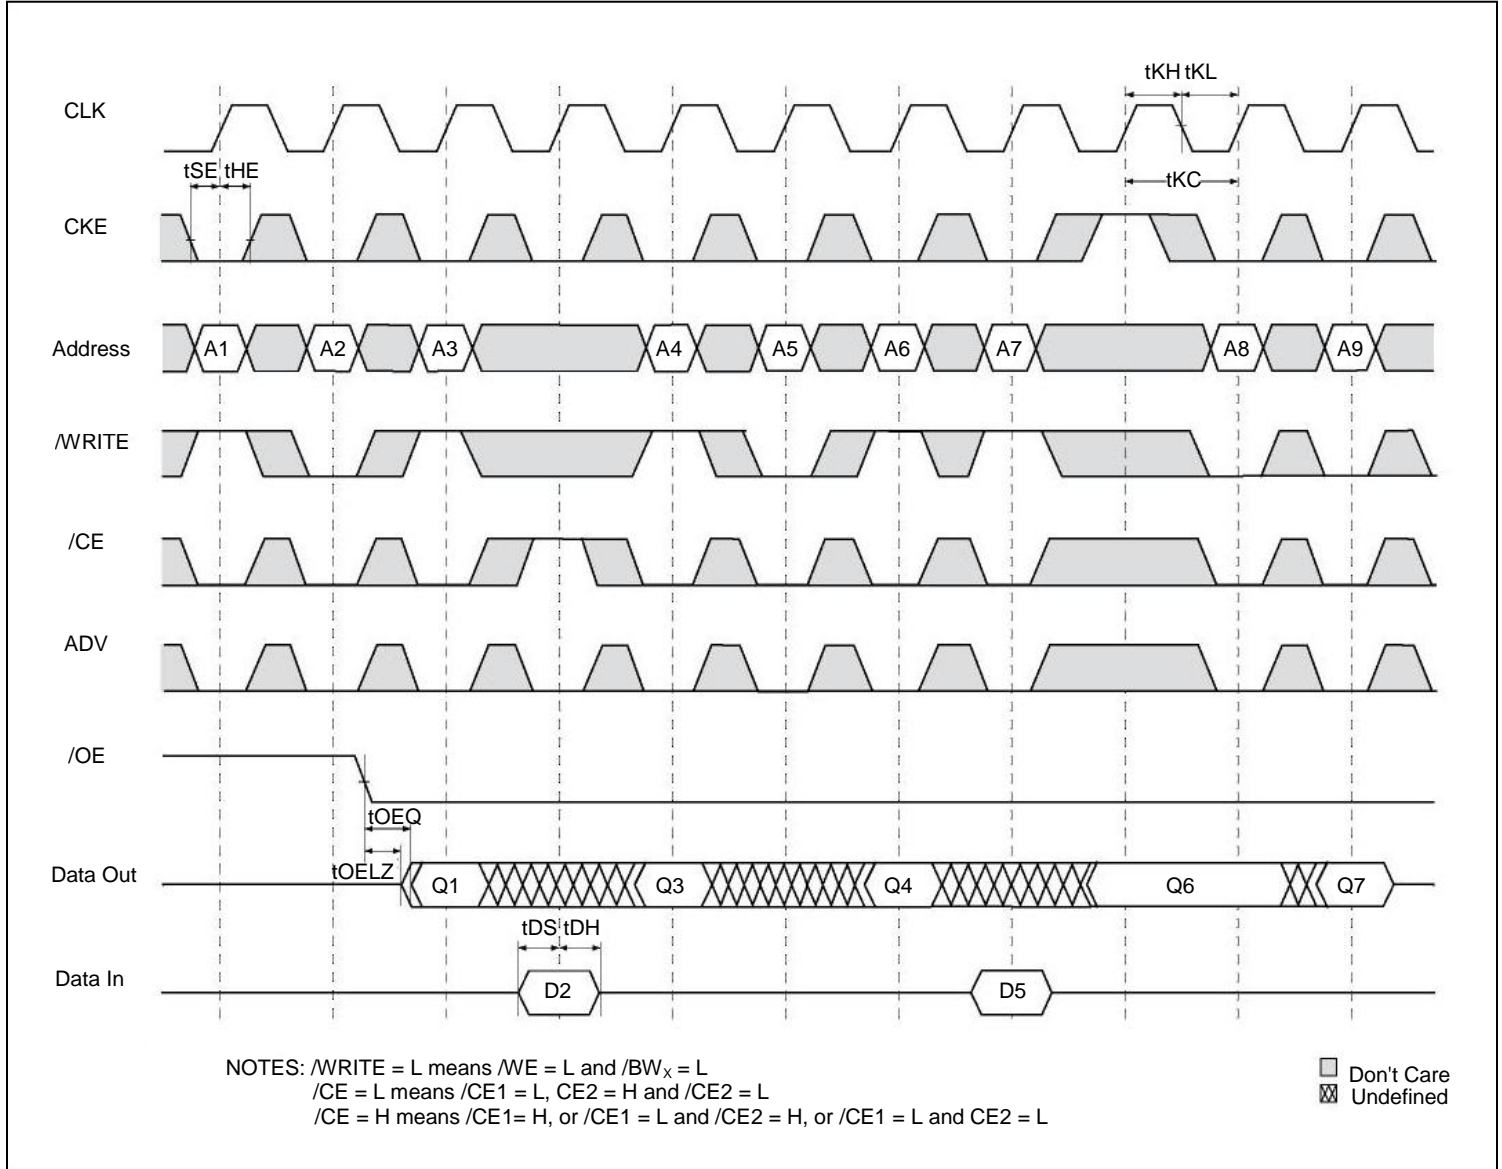 tKH tKL
CLK
tSE tHE
tKC
CKE
Address A1 A2 A3 A4 A5 A6 A7 A8 A9
/WRITE
/CE
ADV
/OE
tOEQ
tOELZ
Data Out Q1 Q3 Q4 Q6 Q7
tDS tDH
Data In D2 D5
NOTES: /WRITE = L means /WE = L and /BWX = L
/CE = L means /CE1 = L, CE2 = H and /CE2 = L
/CE = H means /CE1= H, or /CE1 = L and /CE2 = H, or /CE1 = L and CE2 = L
Don't Care
Undefined